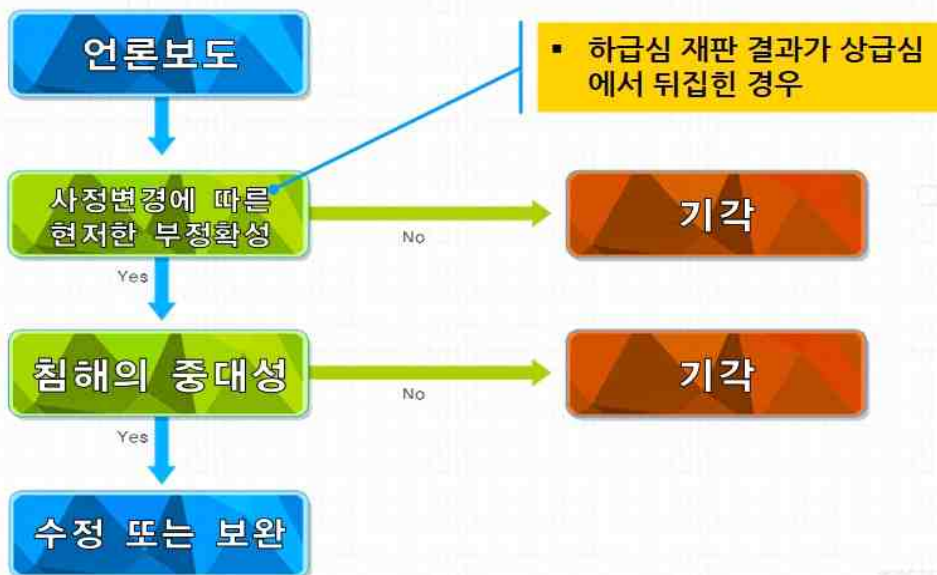 언론보도
▪ 하급심 재판 결과가 상급심
에서 뒤집힌 경우
사정변경에 따른
현저한 부정확성
No
기각
Yes
침해의 중대성
No
기각
Yes
수정 또는 보완